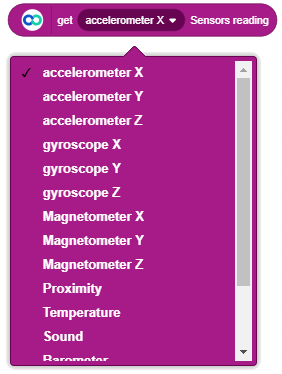 get accelerometer X Sensors reading
accelerometer X
accelerometer Y
accelerometer Z
gyroscope X
gyroscope Y
gyroscope Z
Magnetometer X
Magnetometer Y
Magnetometer Z
Proximity
Temperature
Sound
Barometer